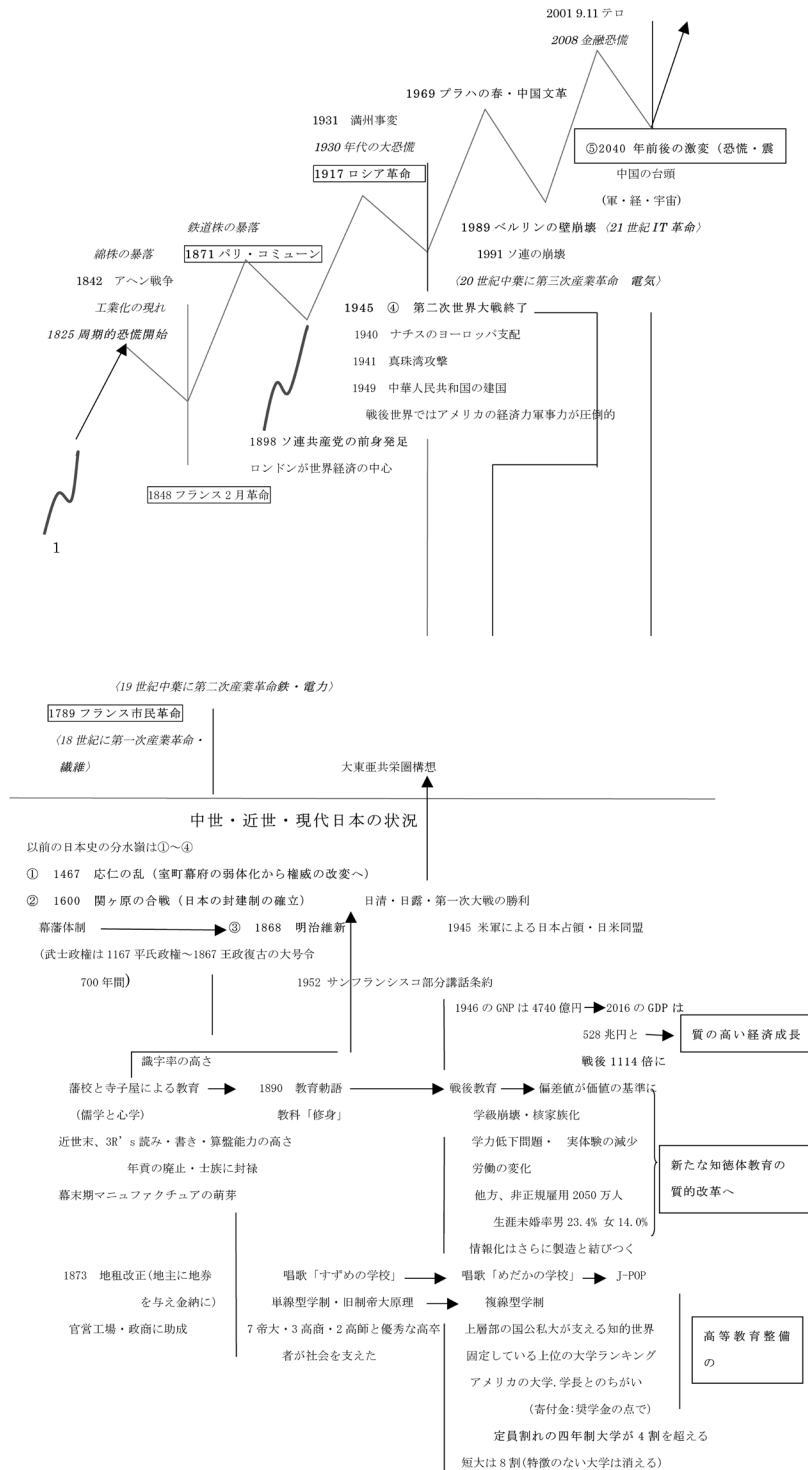 2001 9.11 テロ
2008 金融恐慌
1969 プラハの春・中国文革
1931 満州事変
1930 年代の大恐慌
1917 ロシア革命
⑤2040 年前後の激変（恐慌・震
中国の台頭
(軍・経・宇宙)
鉄道株の暴落
1871 パリ・コミューン
1989 ベルリンの壁崩壊〈21 世紀 IT 革命〉
1991 ソ連の崩壊
〈20 世紀中葉に第三次産業革命 電気〉
綿株の暴落
1842 アヘン戦争
工業化の現れ
1825 周期的恐慌開始
1945 ④ 第二次世界大戦終了
1940 ナチスのヨーロッパ支配
1941 真珠湾攻撃
1949 中華人民共和国の建国
戦後世界ではアメリカの経済力軍事力が圧倒的
1898 ソ連共産党の前身発足
ロンドンが世界経済の中心
1848 フランス 2 月革命
1
〈19 世紀中葉に第二次産業革命鉄・電力〉
1789 フランス市民革命
〈18 世紀に第一次産業革命・
繊維〉
大東亜共栄圏構想
中世・近世・現代日本の状況
以前の日本史の分水嶺は①～④
① 1467 応仁の乱（室町幕府の弱体化から権威の改変へ）
② 1600 関ヶ原の合戦（日本の封建制の確立）
日清・日露・第一次大戦の勝利
幕藩体制
③ 1868 明治維新
1945 米軍による日本占領・日米同盟
(武士政権は 1167 平氏政権～1867 王政復古の大号令
700 年間)
1952 サンフランシスコ部分講話条約
1946 の GNP は 4740 億円
2016 の GDP は
528 兆円と
質の高い経済成長
戦後 1114 倍に
識字率の高さ
藩校と寺子屋による教育
1890 教育勅語
戦後教育
偏差値が価値の基準に
(儒学と心学)
教科「修身」
学級崩壊・核家族化
近世末、3R’s 読み・書き・算盤能力の高さ
学力低下問題・ 実体験の減少
年貢の廃止・士族に封禄
労働の変化
新たな知徳体教育の
質的改革へ
幕末期マニュファクチュアの萌芽
他方、非正規雇用 2050 万人
生涯未婚率男 23.4% 女 14.0%
情報化はさらに製造と結びつく
1873 地租改正(地主に地券
を与え金納に)
唱歌「すずめの学校」
唱歌「めだかの学校」
J-POP
単線型学制・旧制帝大原理
複線型学制
官営工場・政商に助成
7 帝大・3 高商・2 高師と優秀な高卒
者が社会を支えた
上層部の国公私大が支える知的世界
固定している上位の大学ランキング
高等教育整備
の
アメリカの大学.学長とのちがい
(寄付金:奨学金の点で)
定員割れの四年制大学が 4 割を超える
短大は 8 割(特徴のない大学は消える)